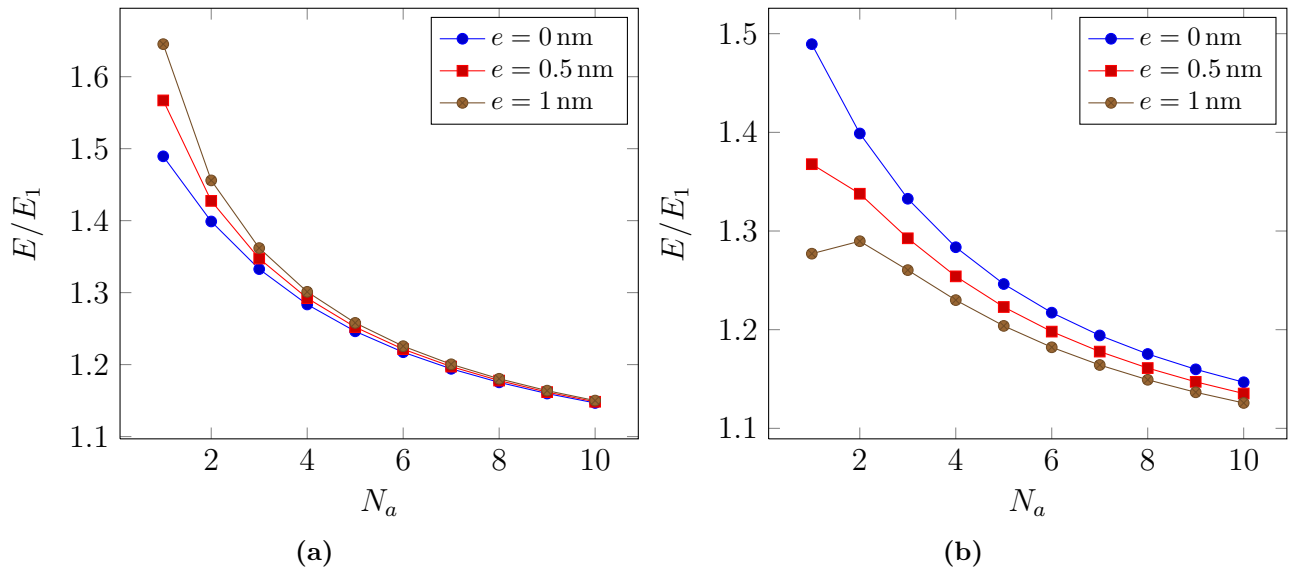 1.6
1.5
1.4
1.3
1.2
1.1
2 4 6 8 10
E/E₁
Nₐ
e = 0 nm
e = 0.5 nm
e = 1 nm
(a)
1.5
1.4
1.3
1.2
1.1
2 4 6 8 10
E/E₁
Nₐ
e = 0 nm
e = 0.5 nm
e = 1 nm
(b)